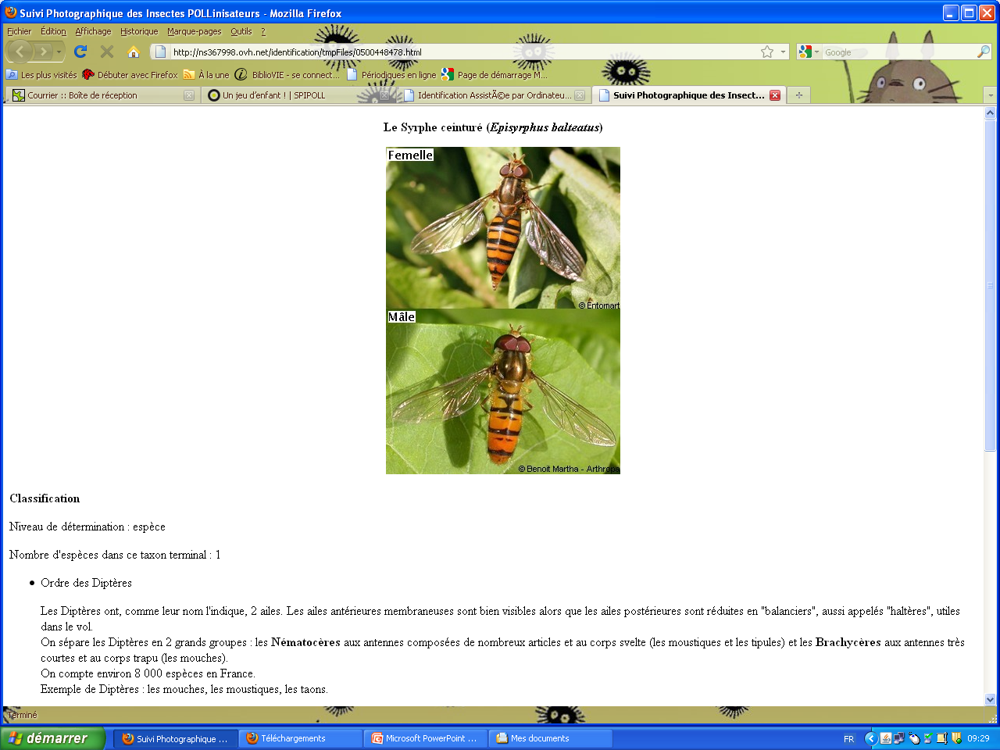 Suivi Photographique des Insectes POLLinisateurs - Mozilla Firefox
Fichier Édition Affichage Historique Marque-pages Outils ?
http://ns367998.ovh.net/identification/tmpFiles/0500448478.html
Google
Les plus visités Débuter avec Firefox À la une BiblioVIE - se connect... Périodiques en ligne Page de démarrage M...
Courrier :: Boîte de réception Un jeu d'enfant ! | SPIPOLL Identification AssistÃ©e par Ordinateu... Suivi Photographique des Insect...
Le Syrphe ceinturé (Episyrphus balteatus)
Femelle
© Entomart
Mâle
© Benoit Martha - Arthropa
Classification
Niveau de détermination : espèce
Nombre d'espèces dans ce taxon terminal : 1
Ordre des Diptères
Les Diptères ont, comme leur nom l'indique, 2 ailes. Les ailes antérieures membraneuses sont bien visibles alors que les ailes postérieures sont réduites en "balanciers", aussi appelés "haltères", utiles
dans le vol.
On sépare les Diptères en 2 grands groupes : les Nématocères aux antennes composées de nombreux articles et au corps svelte (les moustiques et les tipules) et les Brachycères aux antennes très
courtes et au corps trapu (les mouches).
On compte environ 8 000 espèces en France.
Exemple de Diptères : les mouches, les moustiques, les taons.
Terminé
démarrer Suivi Photographique ... Téléchargements Microsoft PowerPoint ... Mes documents FR 09:29